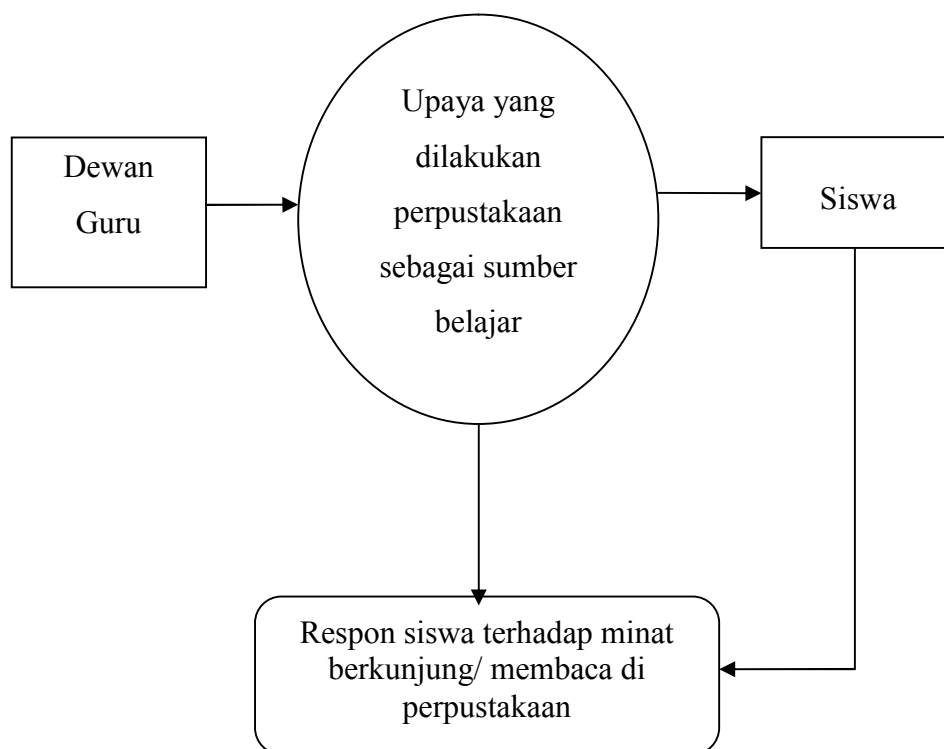 Dewan
Guru
Upaya yang
dilakukan
perpustakaan
sebagai sumber
belajar
Siswa
Respon siswa terhadap minat
berkunjung/ membaca di
perpustakaan